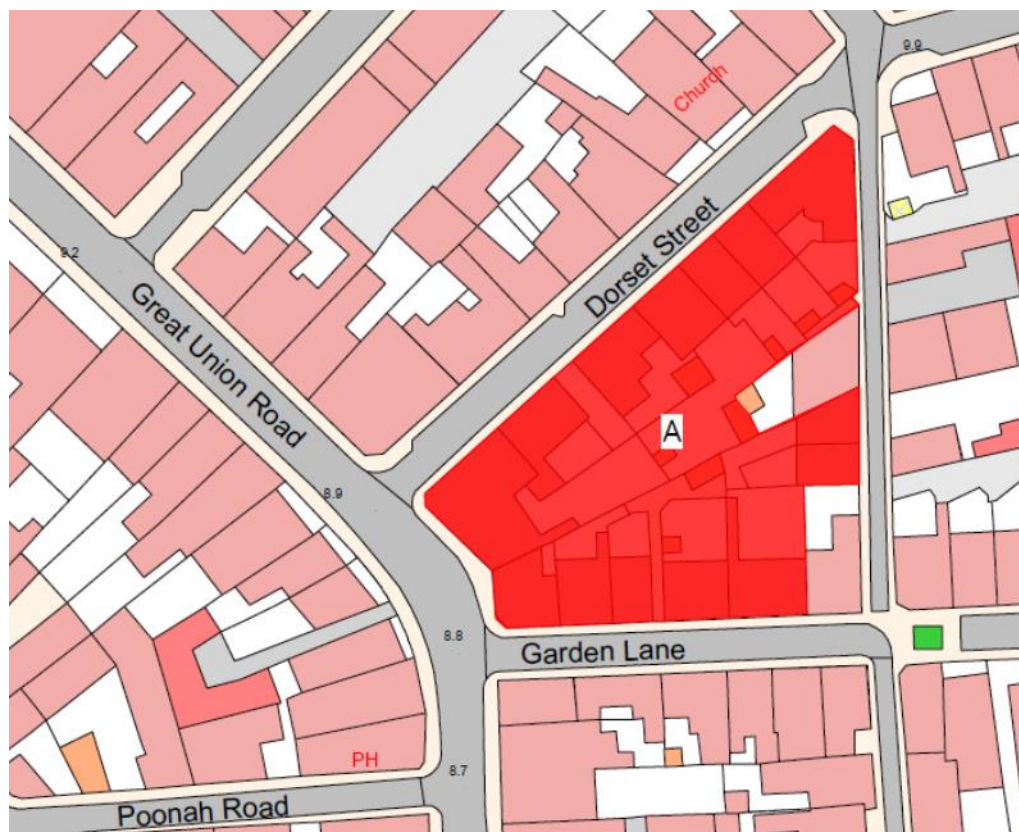 9.9
Church
Dorset Street
9.2
Great Union Road
A
8.9
8.8
Garden Lane
PH
8.7
Poonah Road